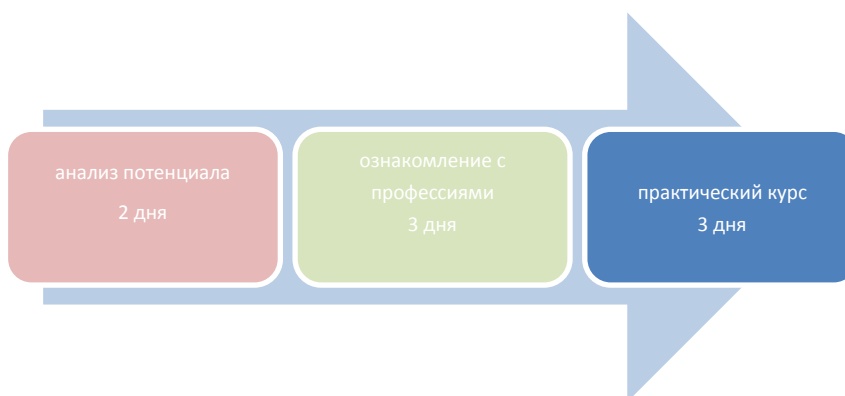 анализ потенциала
2 дня
ознакомление с
профессиями
3 дня
практический курс
3 дня